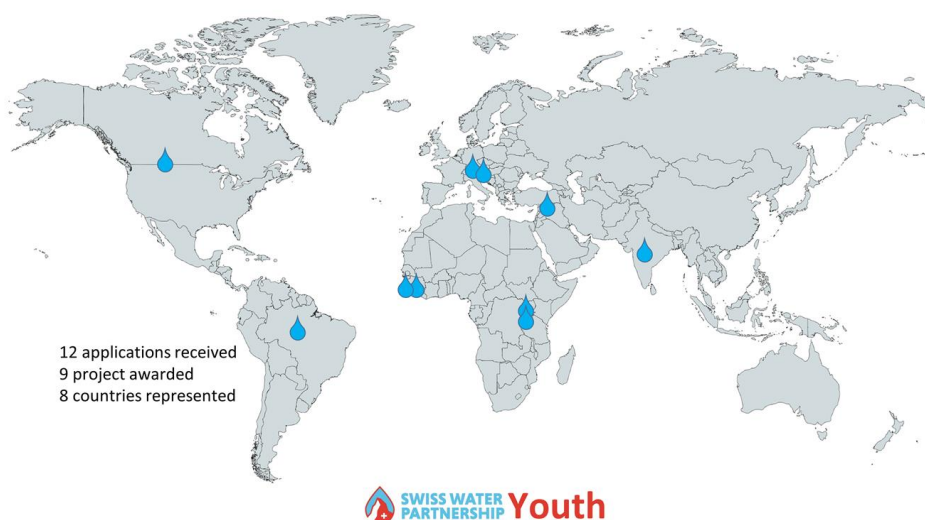 12 applications received
9 project awarded
8 countries represented
SWISS WATER
PARTNERSHIP Youth